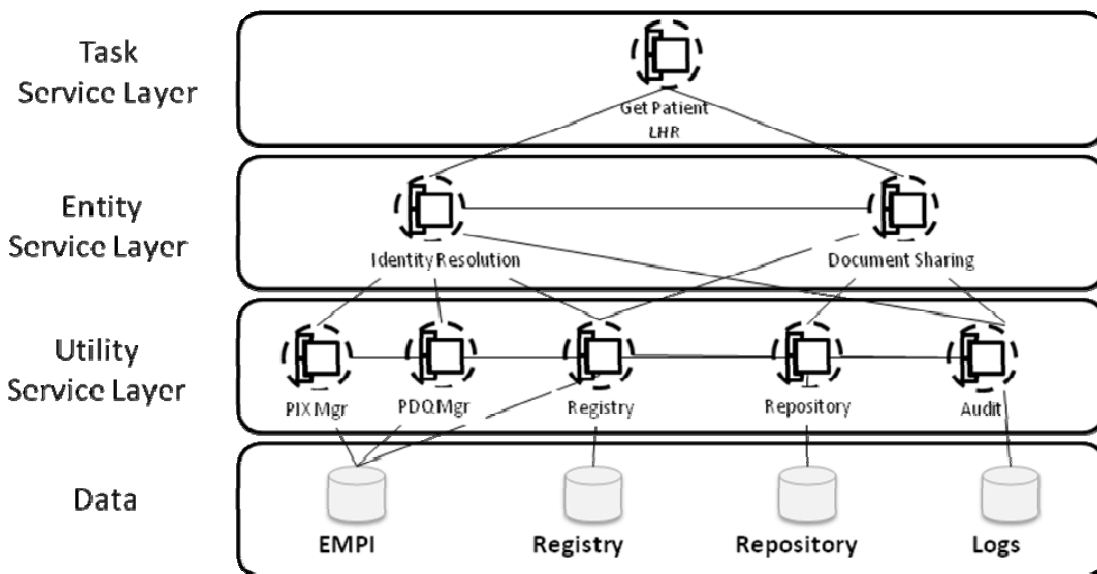 Task
Service Layer
Get Patient
LHR
Entity
Service Layer
Identity Resolution
Document Sharing
Utility
Service Layer
PIX Mgr
PDQ Mgr
Registry
Repository
Audit
Data
EMPI
Registry
Repository
Logs